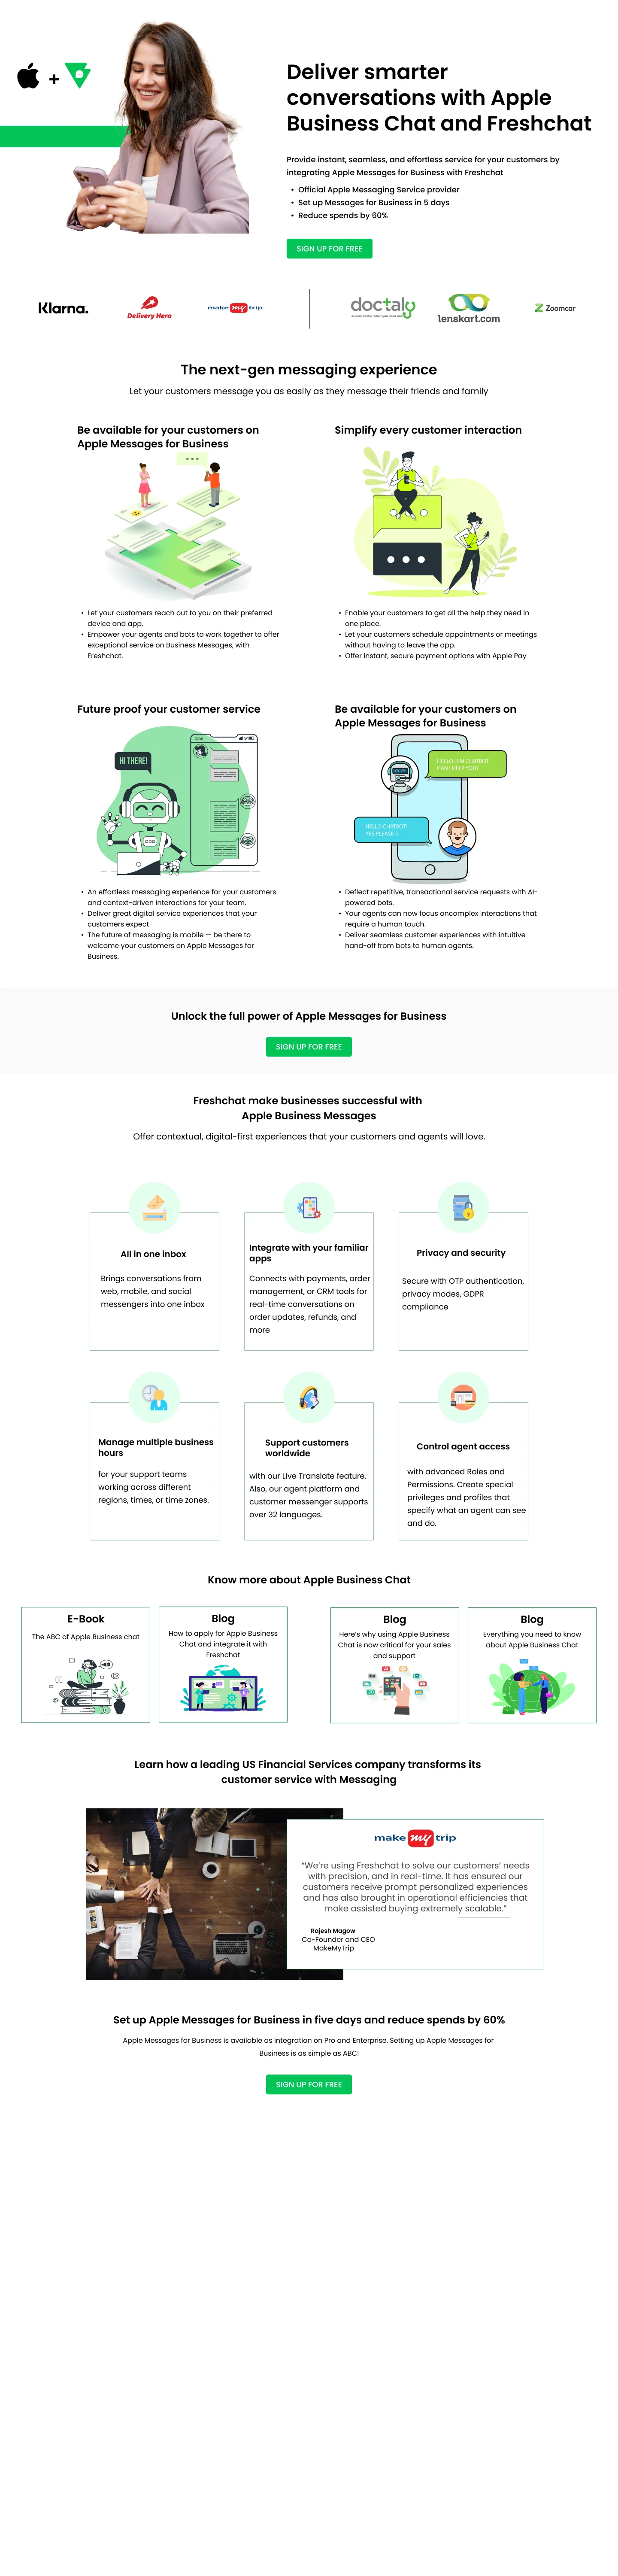 Deliver smarter
conversations with Apple
Business Chat and Freshchat
Provide instant, seamless, and effortless service for your customers by
integrating Apple Messages for Business with Freshchat
• Official Apple Messaging Service provider
• Set up Messages for Business in 5 days
• Reduce spends by 60%
SIGN UP FOR FREE
Klarna.
Delivery Hero
make my trip
doctaly
lenskart.com
Zoomcar
The next-gen messaging experience
Let your customers message you as easily as they message their friends and family
Be available for your customers on
Apple Messages for Business
• Let your customers reach out to you on their preferred
device and app.
• Empower your agents and bots to work together to offer
exceptional service on Business Messages, with
Freshchat.
Simplify every customer interaction
• Enable your customers to get all the help they need in
one place.
• Let your customers schedule appointments or meetings
without having to leave the app.
• Offer instant, secure payment options with Apple Pay
Future proof your customer service
HI THERE!
• An effortless messaging experience for your customers
and context-driven interactions for your team.
• Deliver great digital service experiences that your
customers expect
• The future of messaging is mobile — be there to
welcome your customers on Apple Messages for
Business.
Be available for your customers on
Apple Messages for Business
HELLO I'M CHATBOT.
CAN I HELP YOU?
HELLO CHATBOT!
YES PLEASE :)
• Deflect repetitive, transactional service requests with AI-
powered bots.
• Your agents can now focus oncomplex interactions that
require a human touch.
• Deliver seamless customer experiences with intuitive
hand-off from bots to human agents.
Unlock the full power of Apple Messages for Business
SIGN UP FOR FREE
Freshchat make businesses successful with
Apple Business Messages
Offer contextual, digital-first experiences that your customers and agents will love.
All in one inbox
Brings conversations from
web, mobile, and social
messengers into one inbox
Integrate with your familiar
apps
Connects with payments, order
management, or CRM tools for
real-time conversations on
order updates, refunds, and
more
Privacy and security
Secure with OTP authentication,
privacy modes, GDPR
compliance
Manage multiple business
hours
for your support teams
working across different
regions, times, or time zones.
Support customers
worldwide
with our Live Translate feature.
Also, our agent platform and
customer messenger supports
over 32 languages.
Control agent access
with advanced Roles and
Permissions. Create special
privileges and profiles that
specify what an agent can see
and do.
Know more about Apple Business Chat
E-Book
The ABC of Apple Business chat
Blog
How to apply for Apple Business
Chat and integrate it with
Freshchat
Blog
Here's why using Apple Business
Chat is now critical for your sales
and support
Blog
Everything you need to know
about Apple Business Chat
Learn how a leading US Financial Services company transforms its
customer service with Messaging
make my trip
“We're using Freshchat to solve our customers' needs
with precision, and in real-time. It has ensured our
customers receive prompt personalized experiences
and has also brought in operational efficiencies that
make assisted buying extremely scalable.”
Rajesh Magow
Co-Founder and CEO
MakeMyTrip
Set up Apple Messages for Business in five days and reduce spends by 60%
Apple Messages for Business is available as integration on Pro and Enterprise. Setting up Apple Messages for
Business is as simple as ABC!
SIGN UP FOR FREE